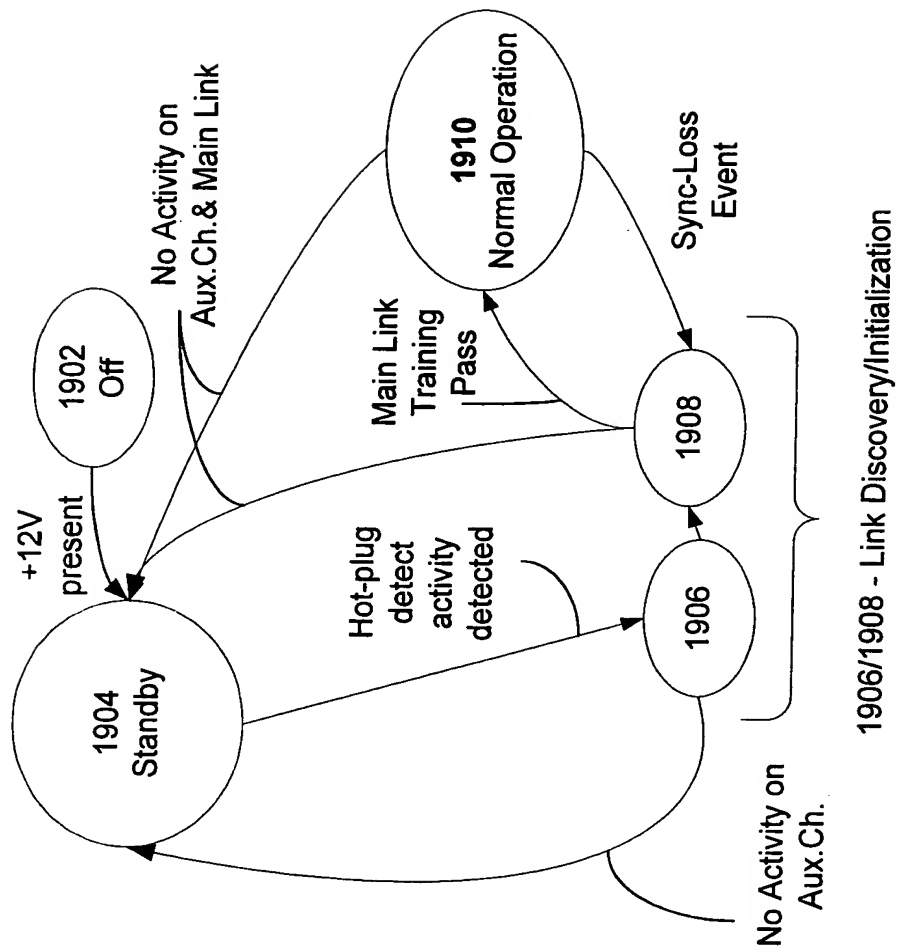 1902
Off
+12V
present
1904
Standby
No Activity on
Aux.Ch.& Main Link
Hot-plug
detect
activity
detected
Main Link
Training
Pass
1910
Normal Operation
Sync-Loss
Event
1906
1908
No Activity on
Aux.Ch.
1906/1908 - Link Discovery/Initialization